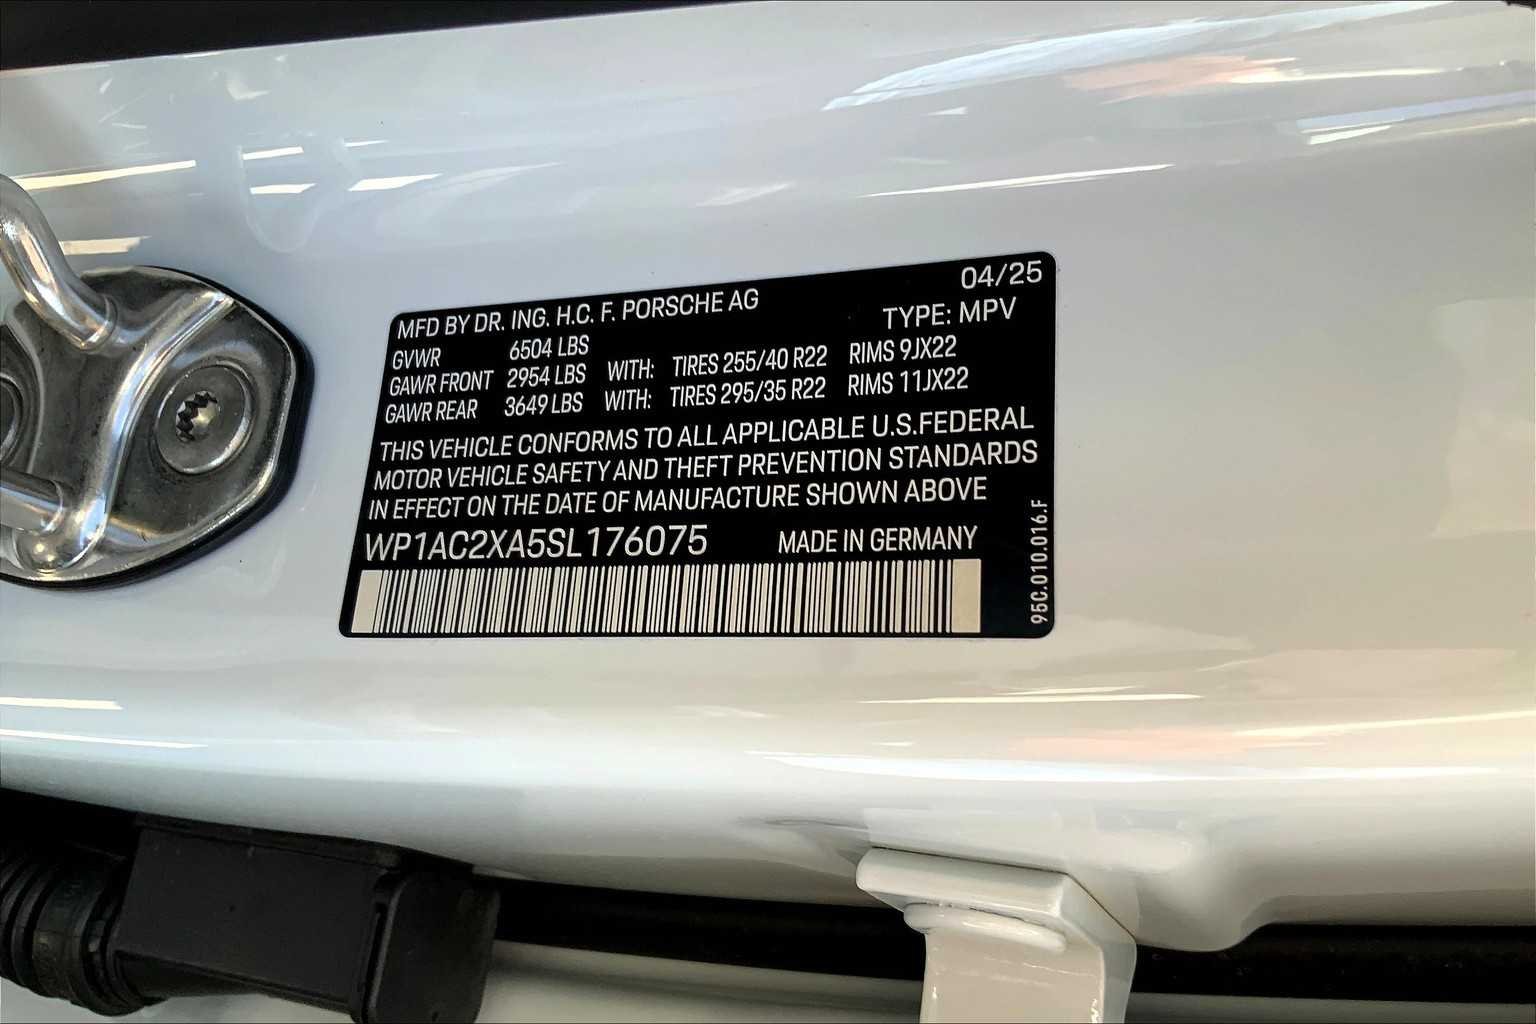 04/25
MFD BY DR. ING. H.C. F. PORSCHE AG
TYPE: MPV
GVWR 6504 LBS
GAWR FRONT 2954 LBS WITH: TIRES 255/40 R22 RIMS 9JX22
GAWR REAR 3649 LBS WITH: TIRES 295/35 R22 RIMS 11JX22
THIS VEHICLE CONFORMS TO ALL APPLICABLE U.S.FEDERAL
MOTOR VEHICLE SAFETY AND THEFT PREVENTION STANDARDS
IN EFFECT ON THE DATE OF MANUFACTURE SHOWN ABOVE
WP1AC2XA5SL176075 MADE IN GERMANY
95C.010.016.F